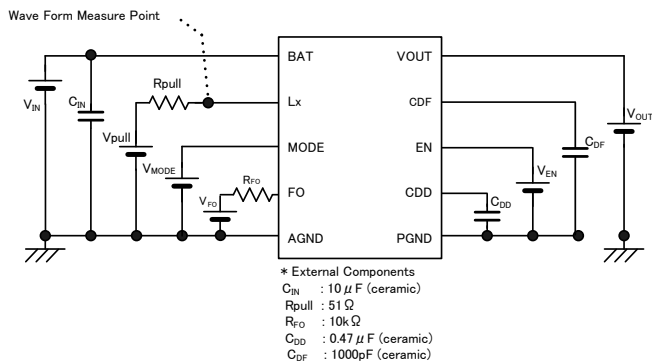 Wave Form Measure Point
BAT
VOUT
Rpull
VIN
CIN
Lx
CDF
VOUT
Vpull
MODE
EN
CDF
VMODE
VEN
RFO
VFO
FO
CDD
CDD
AGND
PGND
* External Components
CIN : 10 μF (ceramic)
Rpull : 51Ω
RFO : 10kΩ
CDD : 0.47 μF (ceramic)
CDF : 1000pF (ceramic)